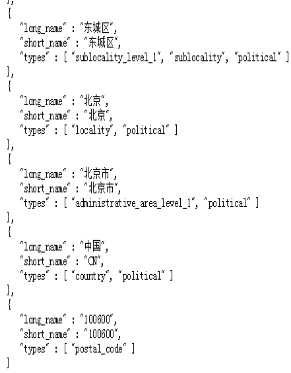 },
{
"long_name" : "东城区",
"short_name" : "东城区",
"types" : [ "sublocality_level_1", "sublocality", "political" ]
},
{
"long_name" : "北京",
"short_name" : "北京",
"types" : [ "locality", "political" ]
},
{
"long_name" : "北京市",
"short_name" : "北京市",
"types" : [ "administrative_area_level_1", "political" ]
},
{
"long_name" : "中国",
"short_name" : "CN",
"types" : [ "country", "political" ]
},
{
"long_name" : "100600",
"short_name" : "100600",
"types" : [ "postal_code" ]
}